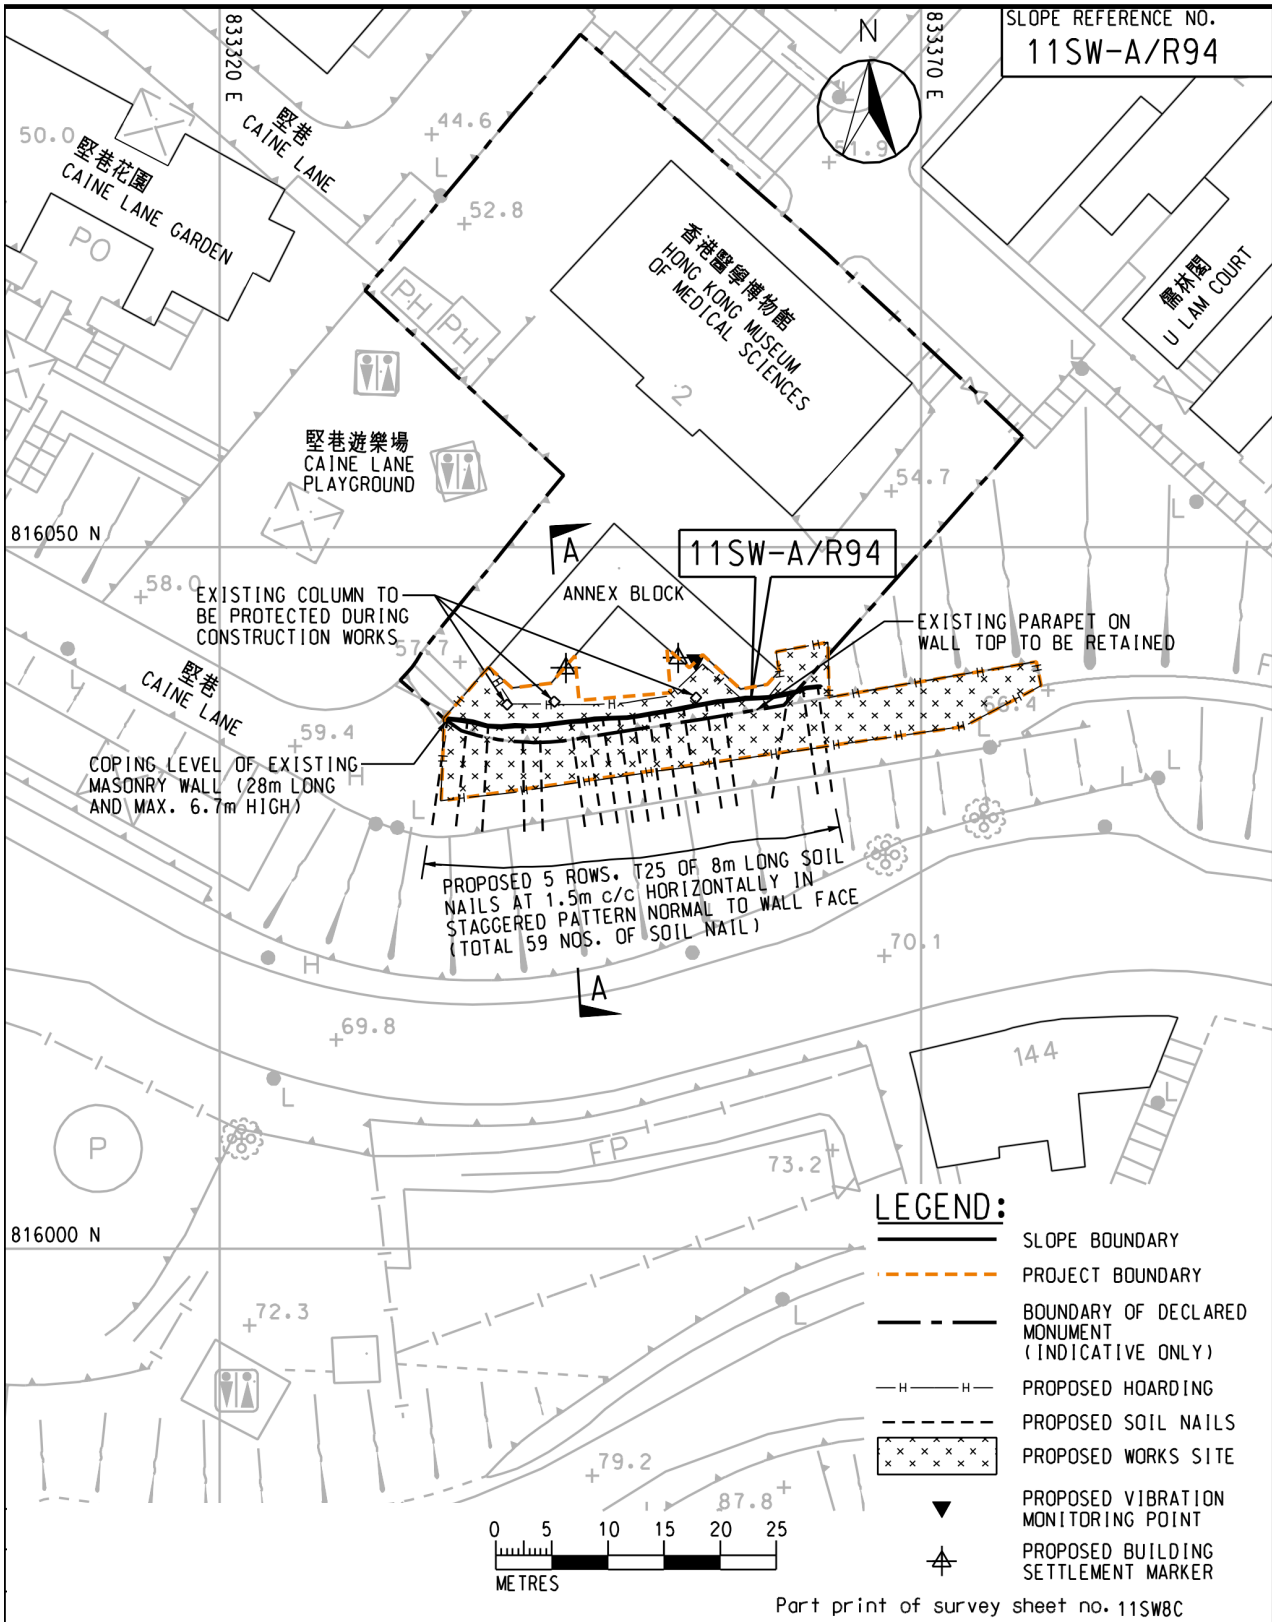 SLOPE REFERENCE NO.
11SW-A/R94
833320 E
833370 E
N
堅巷
CAINE LANE
44.6
50.0
堅巷花園
CAINE LANE GARDEN
L
L
51.9
52.8
PO
香港醫學博物館
HONG KONG MUSEUM
OF MEDICAL SCIENCES
儒林閣
U LAM COURT
PH
PH
L
2
堅巷遊樂場
CAINE LANE
PLAYGROUND
54.7
L
816050 N
A
11SW-A/R94
58.0
EXISTING COLUMN TO
BE PROTECTED DURING
CONSTRUCTION WORKS
ANNEX BLOCK
EXISTING PARAPET ON
WALL TOP TO BE RETAINED
57.7
F
L
堅巷
CAINE LANE
H
H
66.4
59.4
L
COPING LEVEL OF EXISTING
MASONRY WALL (28m LONG
AND MAX. 6.7m HIGH)
H
L
L
L
PROPOSED 5 ROWS, T25 OF 8m LONG SOIL
NAILS AT 1.5m c/c HORIZONTALLY IN
STAGGERED PATTERN NORMAL TO WALL FACE
(TOTAL 59 NOS. OF SOIL NAIL)
70.1
L
H
A
69.8
144
L
L
P
FP
73.2
816000 N
LEGEND:
SLOPE BOUNDARY
PROJECT BOUNDARY
BOUNDARY OF DECLARED
MONUMENT
(INDICATIVE ONLY)
H H
PROPOSED HOARDING
PROPOSED SOIL NAILS
PROPOSED WORKS SITE
PROPOSED VIBRATION
MONITORING POINT
PROPOSED BUILDING
SETTLEMENT MARKER
72.3
L
79.2
87.8
0 5 10 15 20 25
METRES
Part print of survey sheet no. 11SW8C